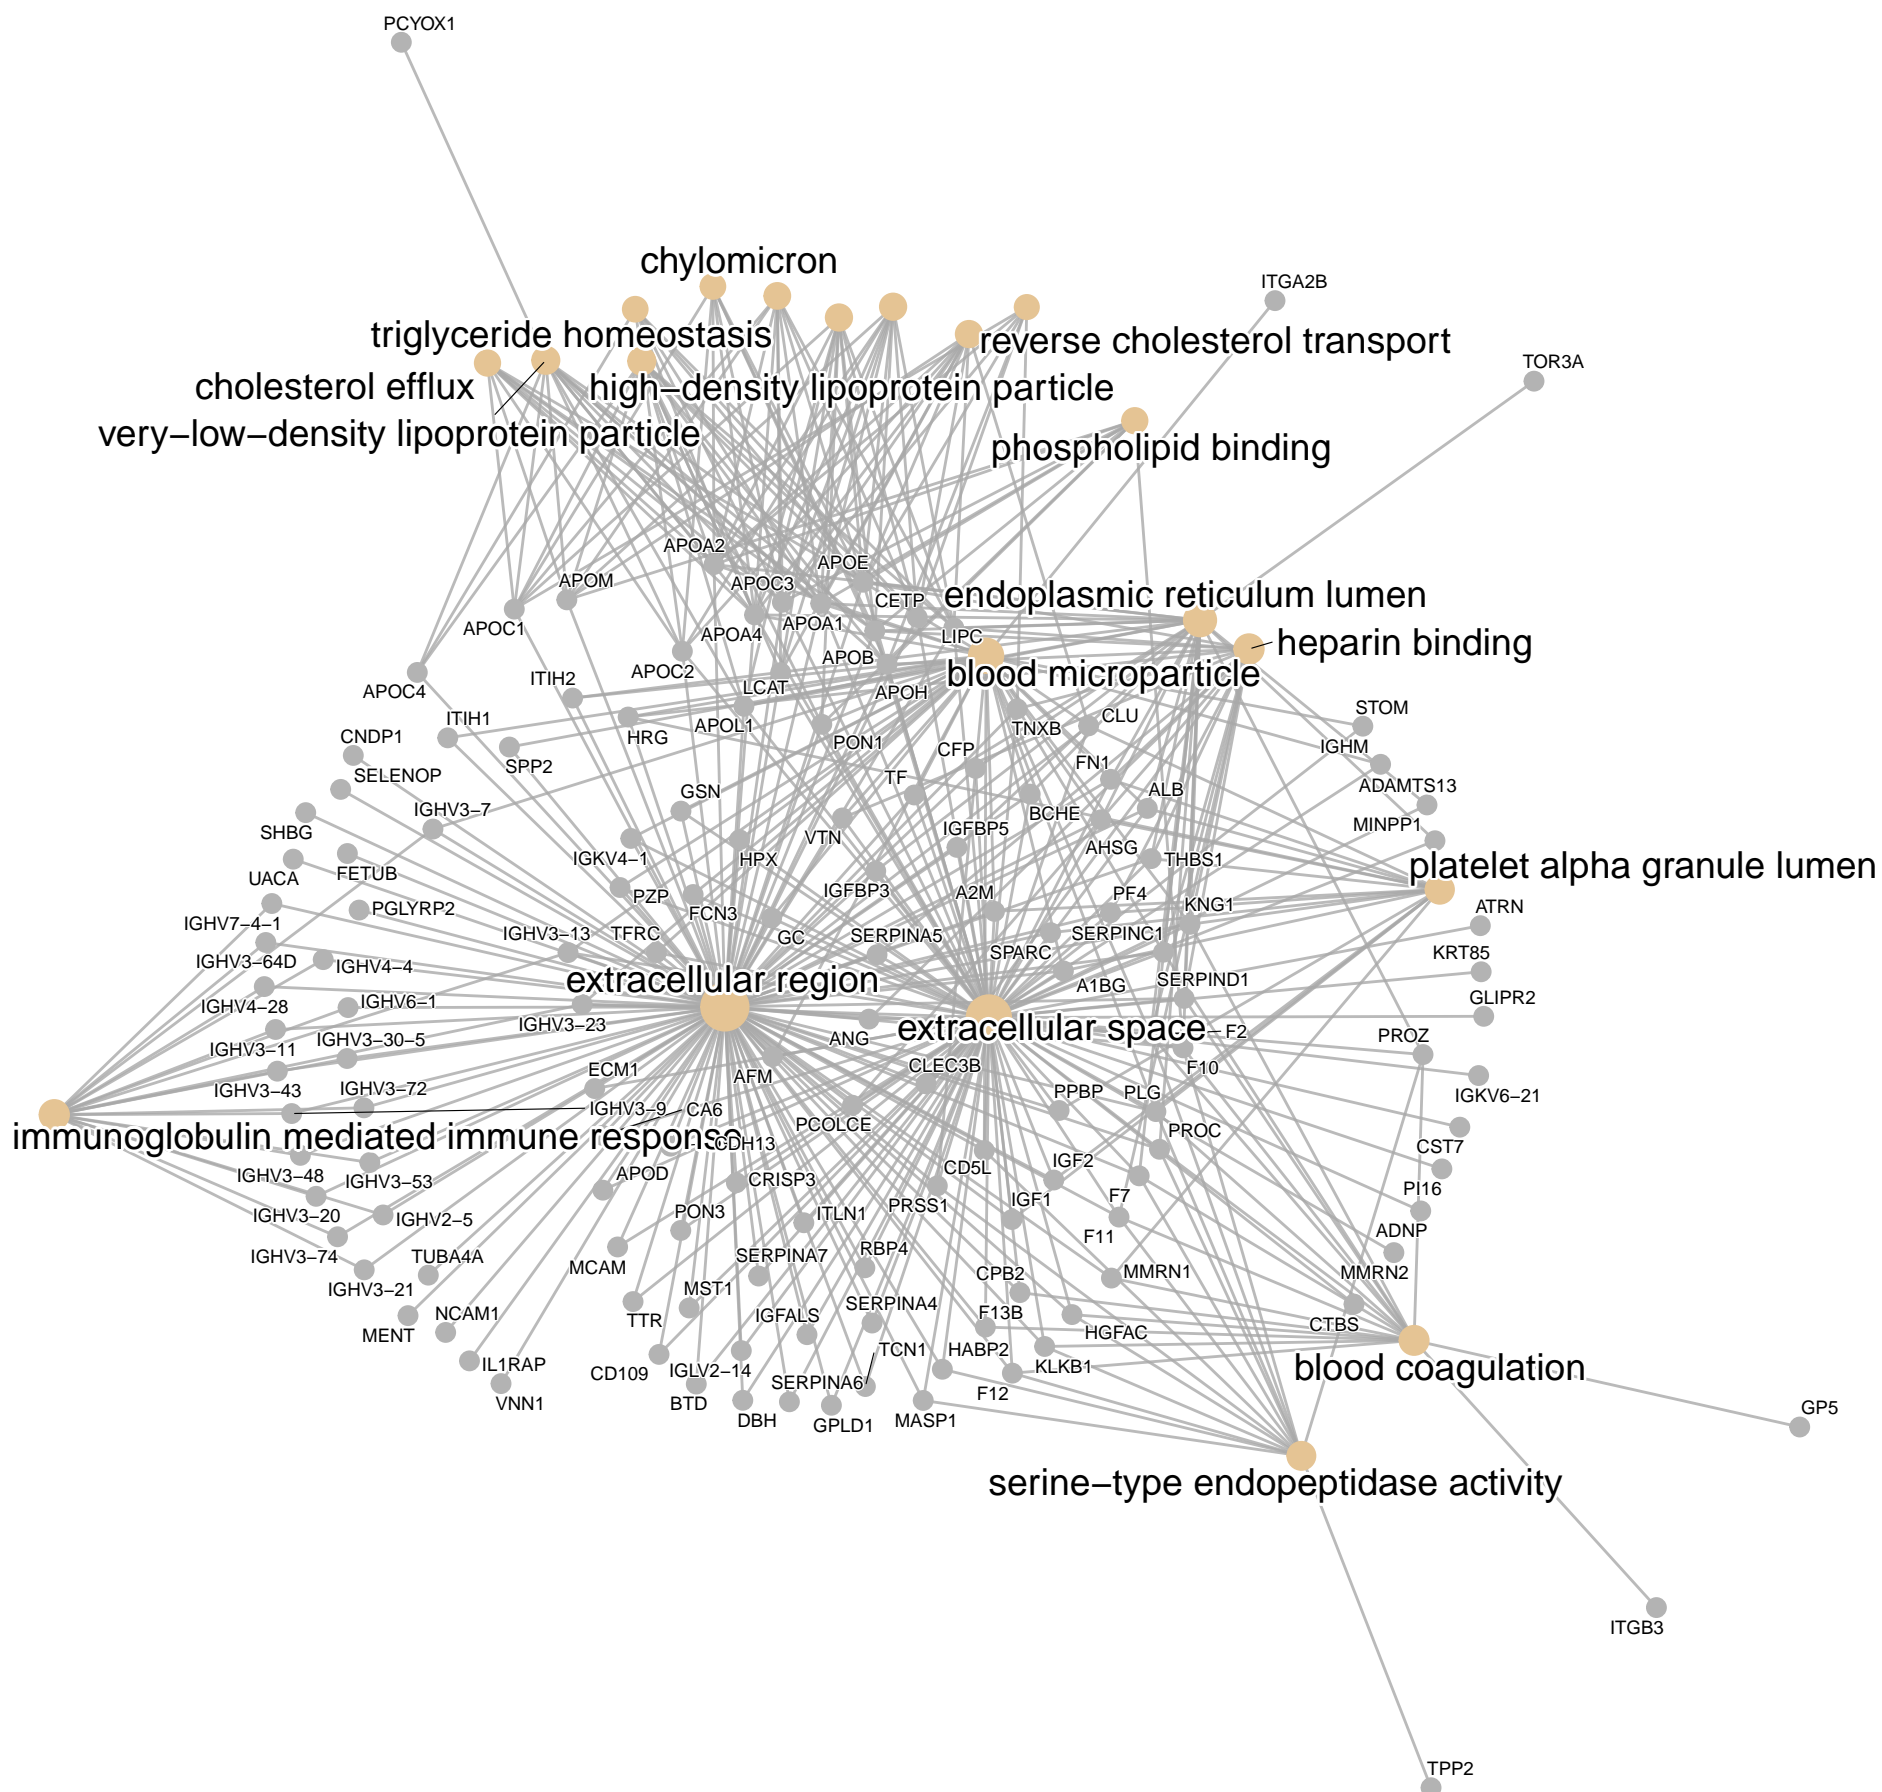 PCYOX1
chylomicron
ITGA2B
triglyceride homeostasis
reverse cholesterol transport
TOR3A
cholesterol efflux
high−density lipoprotein particle
very−low−density lipoprotein particle
phospholipid binding
APOA2
APOE
APOM
APOC3
CETP
endoplasmic reticulum lumen
APOC1
APOA4
APOA1
LIPC
heparin binding
APOB
APOC2
ITIH2
blood microparticle
APOC4
LCAT
APOH
STOM
ITIH1
APOL1
CLU
TNXB
CNDP1
HRG
PON1
CFP
IGHM
SPP2
FN1
SELENOP
TF
ADAMTS13
GSN
ALB
IGHV3−7
BCHE
MINPP1
SHBG
VTN
IGFBP5
IGKV4−1
HPX
AHSG
THBS1
platelet alpha granule lumen
UACA
FETUB
PZP
IGFBP3
A2M
PF4
KNG1
ATRN
PGLYRP2
FCN3
IGHV7−4−1
IGHV3−13
TFRC
GC
SERPINA5
SPARC
SERPINC1
KRT85
IGHV3−64D
IGHV4−4
extracellular region
A1BG
SERPIND1
GLIPR2
IGHV4−28
IGHV6−1
IGHV3−23
extracellular space
F2
PROZ
IGHV3−11
IGHV3−30−5
ANG
ECM1
AFM
CLEC3B
F10
IGHV3−43
IGHV3−72
PPBP
PLG
IGKV6−21
IGHV3−9
CA6
PCOLCE
PROC
immunoglobulin mediated immune response
CDH13
CST7
IGHV3−48
IGHV3−53
APOD
CRISP3
CD5L
IGF2
PI16
IGHV3−20
IGHV2−5
PON3
ITLN1
PRSS1
IGF1
F7
ADNP
F11
IGHV3−74
TUBA4A
MCAM
SERPINA7
RBP4
MMRN1
MMRN2
IGHV3−21
MST1
CPB2
TTR
IGFALS
SERPINA4
F13B
CTBS
MENT
NCAM1
HGFAC
IL1RAP
CD109
IGLV2−14
TCN1
HABP2
KLKB1
blood coagulation
VNN1
BTD
SERPINA6
F12
DBH
GPLD1
MASP1
GP5
serine−type endopeptidase activity
ITGB3
TPP2